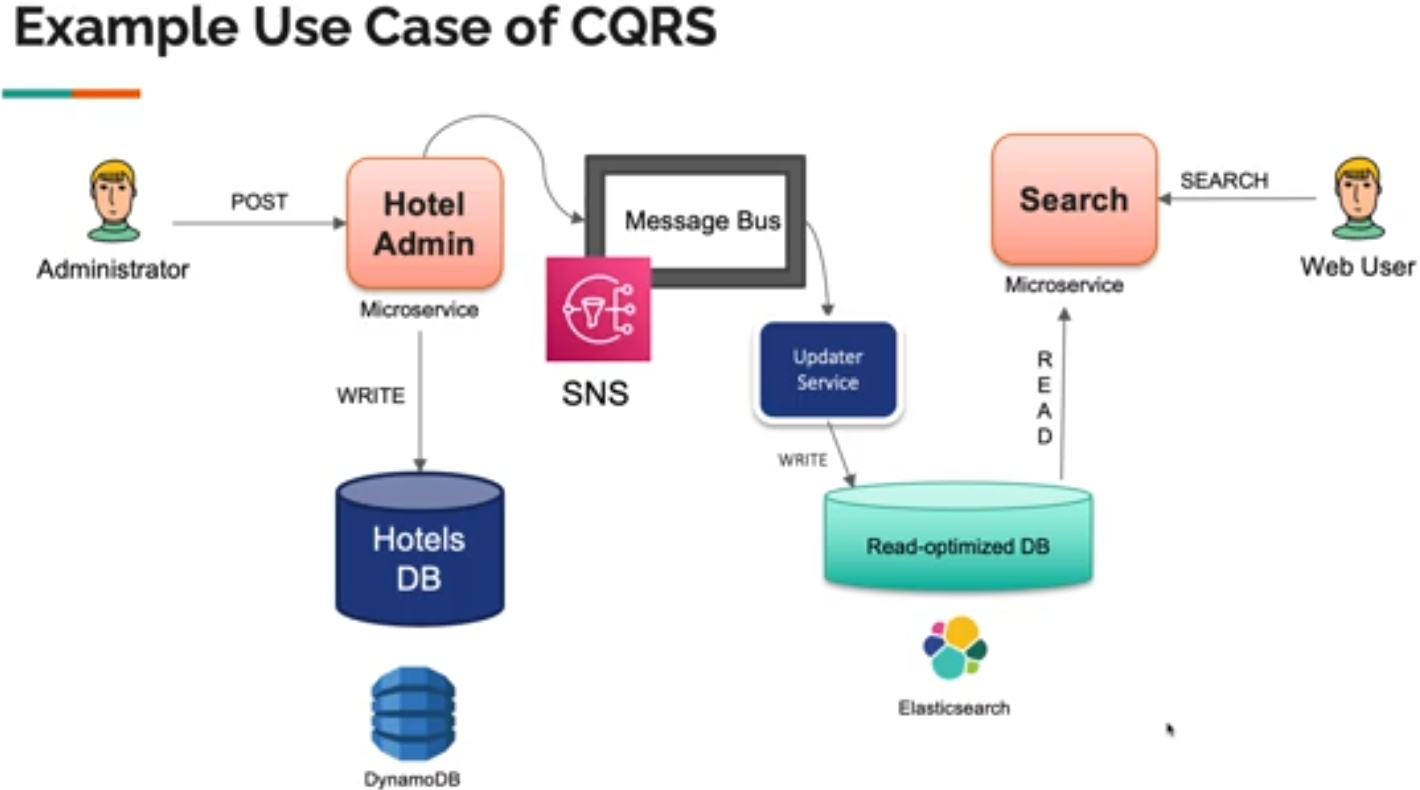 Example Use Case of CQRS
Administrator
POST
Hotel
Admin
Microservice
WRITE
Hotels
DB
DynamoDB
Message Bus
SNS
Updater
Service
WRITE
Read-optimized DB
Elasticsearch
Search
Microservice
R
E
A
D
SEARCH
Web User